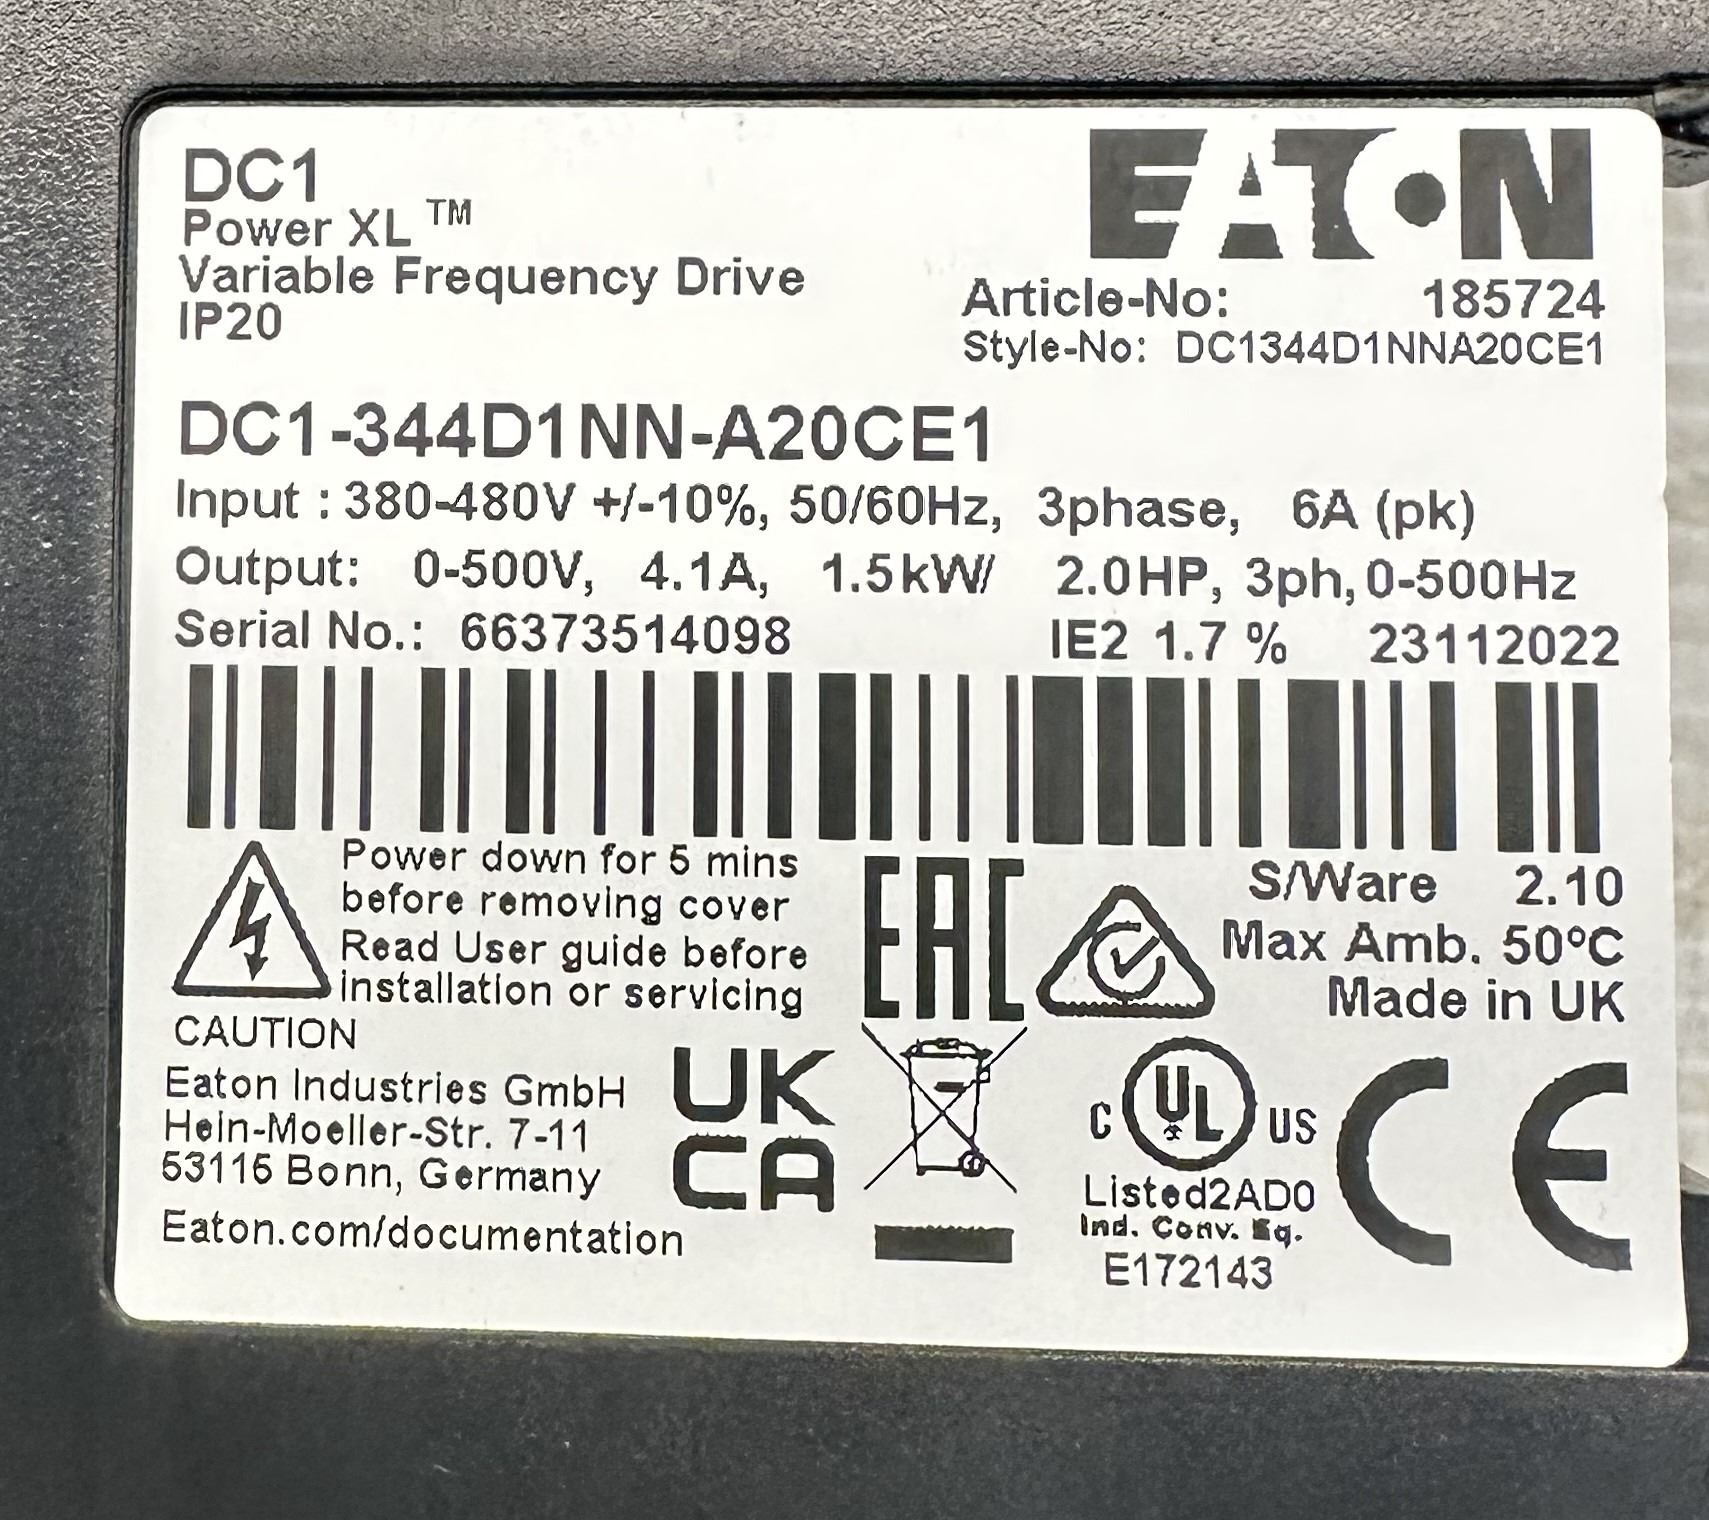 DC1
Power XL™
Variable Frequency Drive
IP20
EATON
Article-No: 185724
Style-No: DC1344D1NNA20CE1
DC1-344D1NN-A20CE1
Input : 380-480V +/-10%, 50/60Hz, 3phase, 6A (pk)
Output: 0-500V, 4.1A, 1.5kW/ 2.0HP, 3ph, 0-500Hz
Serial No.: 66373514098 IE2 1.7 % 23112022
Power down for 5 mins
before removing cover
Read User guide before
installation or servicing
CAUTION
EAC
S/Ware 2.10
Max Amb. 50°C
Made in UK
Eaton Industries GmbH
Hein-Moeller-Str. 7-11
53115 Bonn, Germany
Eaton.com/documentation
UK
CA
C UL US
Listed2AD0
Ind. Conv. Eq.
E172143
CE